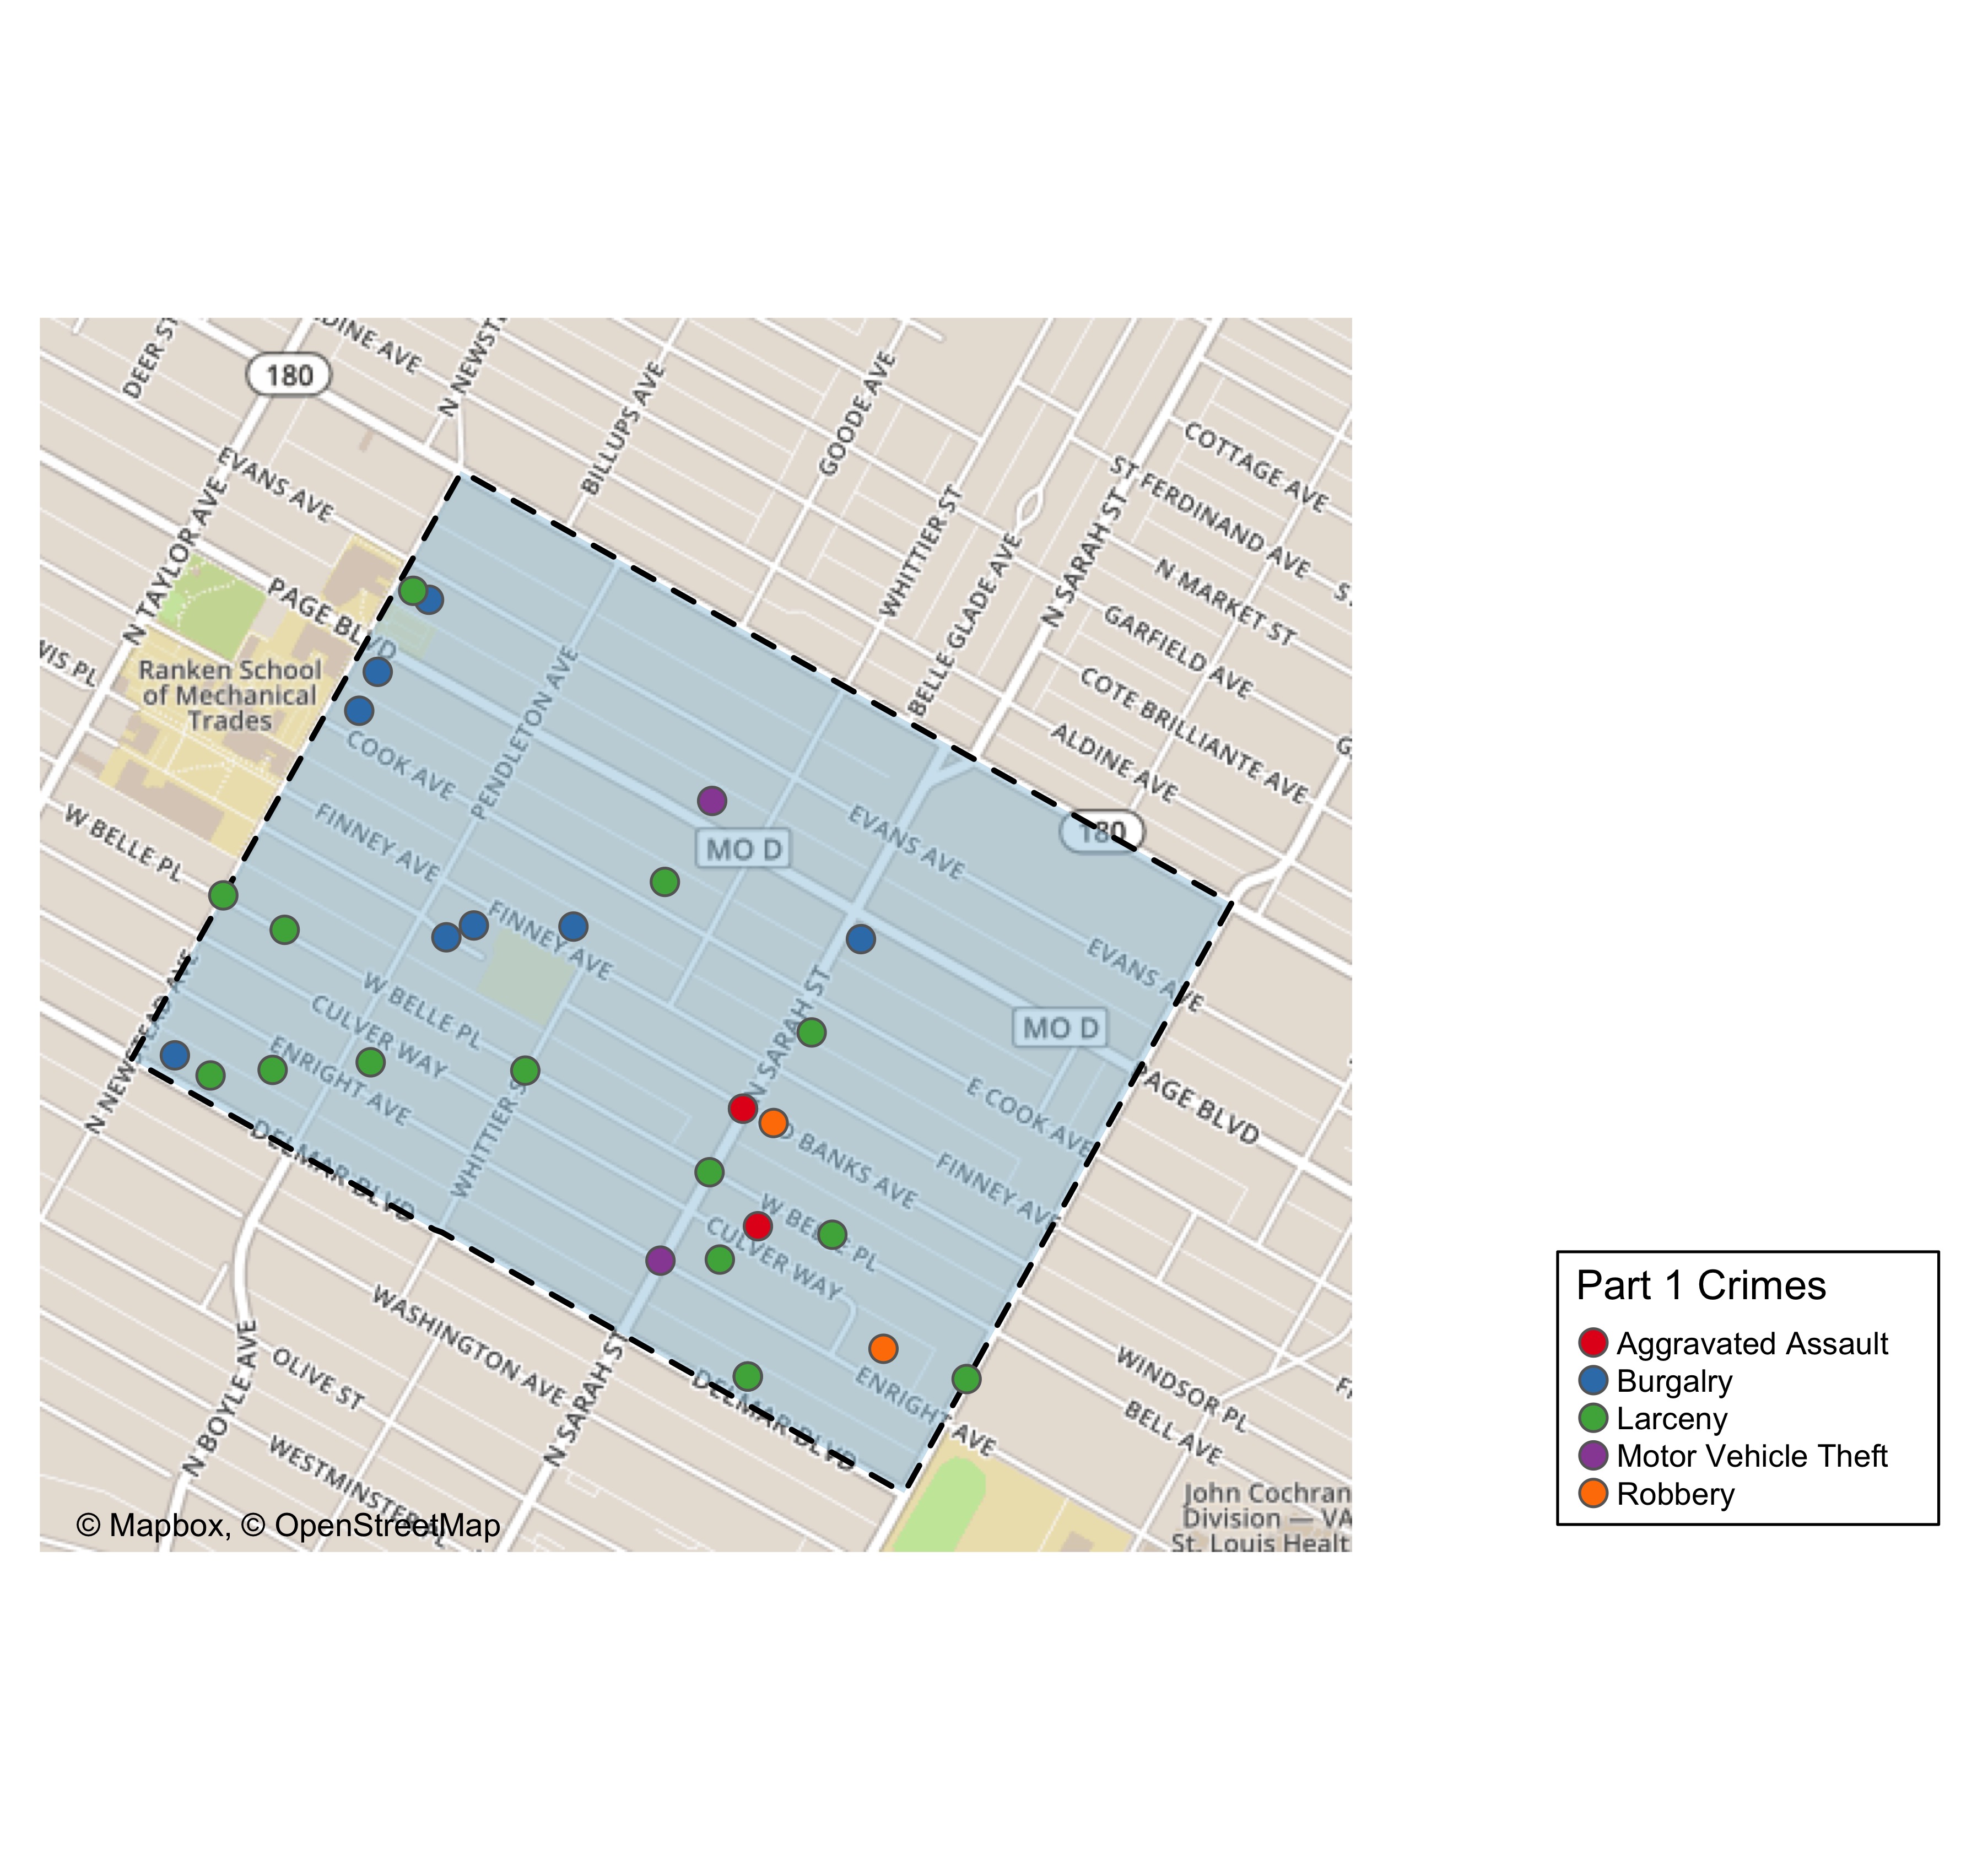 DEER ST
DINE AVE
N NEWST
180
BILLUPS AVE
GOODE AVE
COTTAGE AVE
EVANS AVE
ST FERDINAND AVE
N TAYLOR AVE
WHITTIER ST
BELLE GLADE AVE
N SARAH ST
N MARKET ST
S
PAGE BLVD
GARFIELD AVE
WIS PL
Ranken School
of Mechanical
Trades
PENDLETON AVE
COTE BRILLIANTE AVE
G
COOK AVE
ALDINE AVE
W BELLE PL
FINNEY AVE
MO D
EVANS AVE
180
FINNEY AVE
EVANS AVE
N NEWSTEAD AVE
W BELLE PL
CULVER WAY
N SARAH ST
MO D
ENRIGHT AVE
E COOK AVE
PAGE BLVD
DELMAR BLVD
WHITTIER S
D BANKS AVE
FINNEY AVE
W BELLE PL
CULVER WAY
WASHINGTON AVE
OLIVE ST
N BOYLE AVE
N SARAH ST
DELMAR BLVD
ENRIGHT AVE
WINDSOR PL
BELL AVE
FI
WESTMINSTER PL
John Cochran
Division — VA
St. Louis Healt
© Mapbox, © OpenStreetMap
Part 1 Crimes
Aggravated Assault
Burgalry
Larceny
Motor Vehicle Theft
Robbery